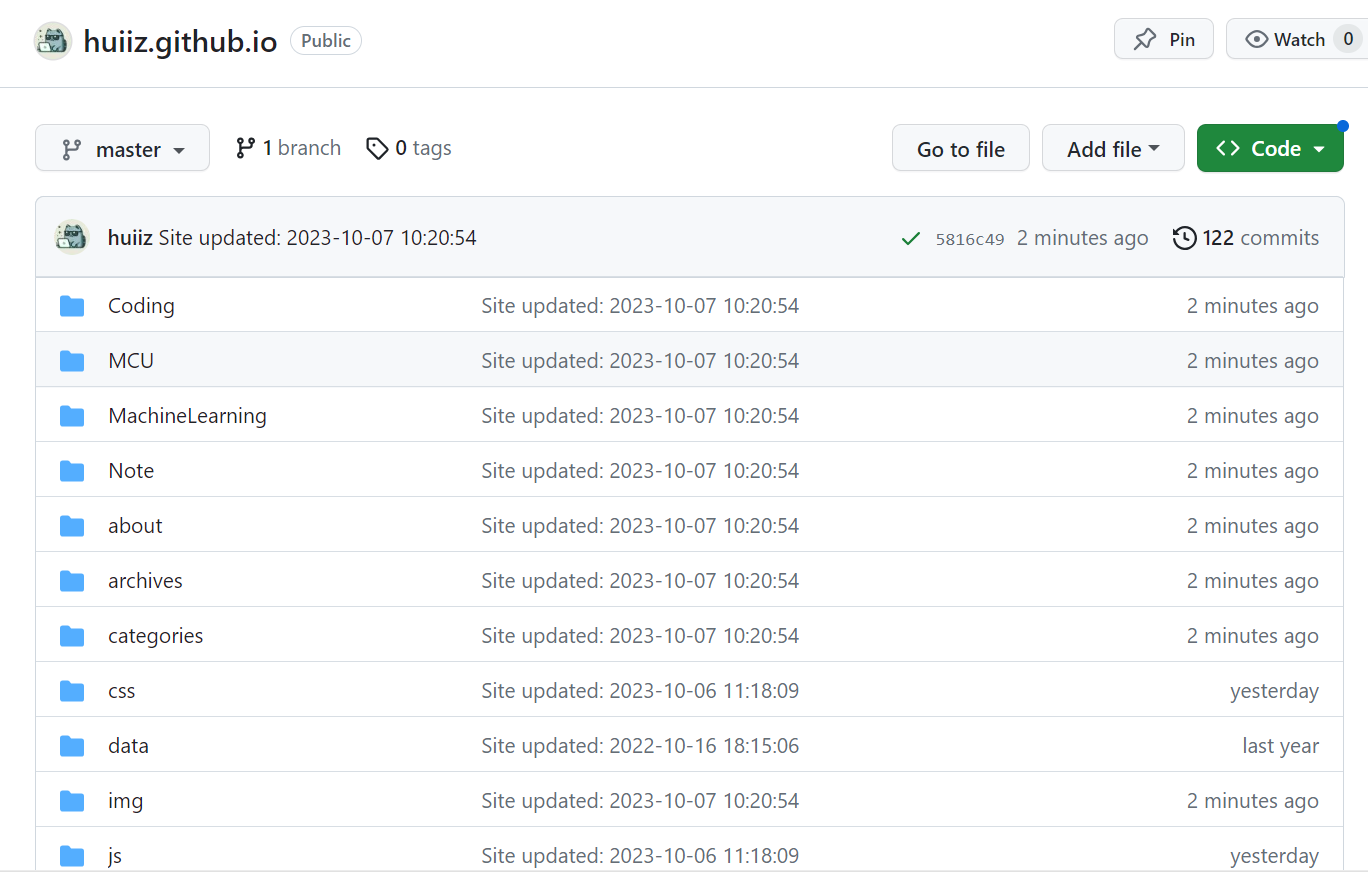 huiiz.github.io Public Pin Watch 0
master 1 branch 0 tags Go to file Add file Code
huiiz Site updated: 2023-10-07 10:20:54 5816c49 2 minutes ago 122 commits
Coding Site updated: 2023-10-07 10:20:54 2 minutes ago
MCU Site updated: 2023-10-07 10:20:54 2 minutes ago
MachineLearning Site updated: 2023-10-07 10:20:54 2 minutes ago
Note Site updated: 2023-10-07 10:20:54 2 minutes ago
about Site updated: 2023-10-07 10:20:54 2 minutes ago
archives Site updated: 2023-10-07 10:20:54 2 minutes ago
categories Site updated: 2023-10-07 10:20:54 2 minutes ago
css Site updated: 2023-10-06 11:18:09 yesterday
data Site updated: 2022-10-16 18:15:06 last year
img Site updated: 2023-10-07 10:20:54 2 minutes ago
js Site updated: 2023-10-06 11:18:09 yesterday